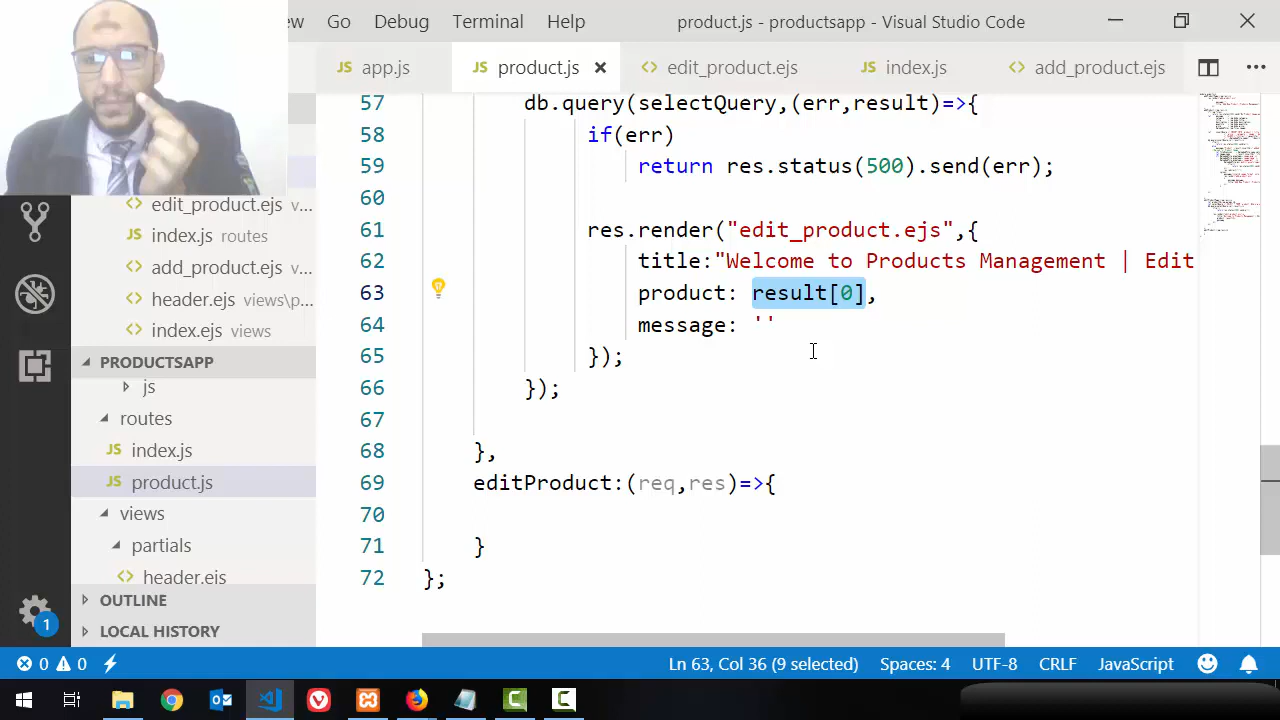 ew Go Debug Terminal Help product.js - productsapp - Visual Studio Code
JS app.js JS product.js <> edit_product.ejs JS index.js <> add_product.ejs
<> edit_product.ejs v...
JS index.js routes
<> add_product.ejs v...
<> header.ejs views\p...
<> index.ejs views
PRODUCTSAPP
js
routes
JS index.js
JS product.js
views
partials
<> header.ejs
OUTLINE
LOCAL HISTORY
1
57 db.query(selectQuery,(err,result)=>{
58 if(err)
59 return res.status(500).send(err);
60
61 res.render("edit_product.ejs",{
62 title:"Welcome to Products Management | Edit
63 product: result[0],
64 message: ''
65 });
66 });
67
68 },
69 editProduct:(req,res)=>{
70
71 }
72 };
0 0 Ln 63, Col 36 (9 selected) Spaces: 4 UTF-8 CRLF JavaScript